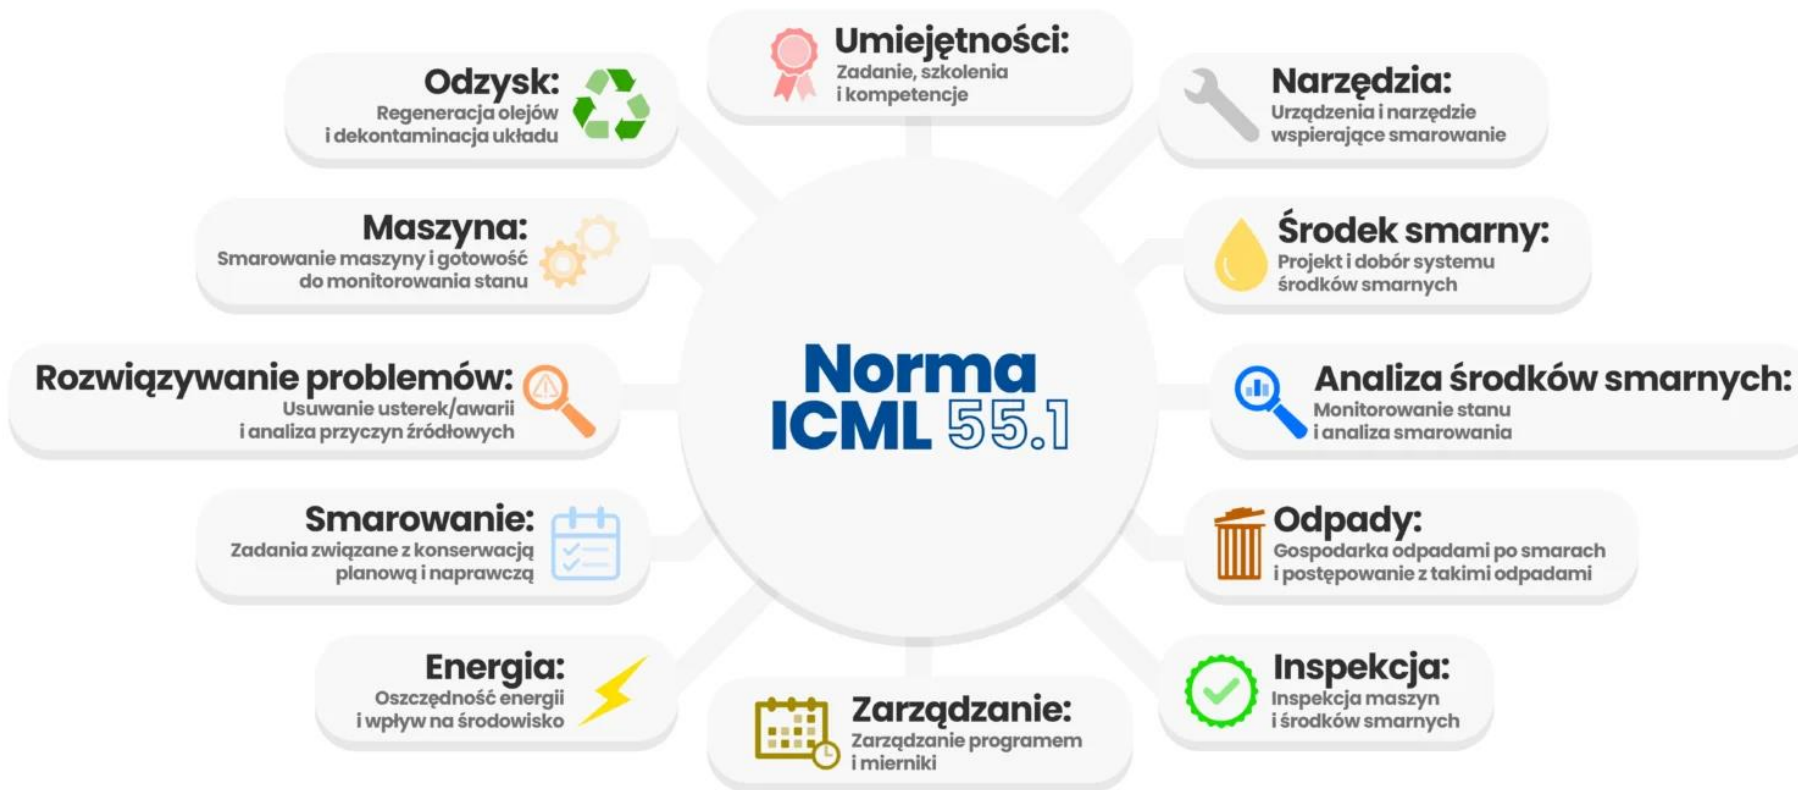 Umiejętności:
Zadanie, szkolenia
i kompetencje
Odzysk:
Regeneracja olejów
i dekontaminacja układu
Narzędzia:
Urządzenia i narzędzie
wspierające smarowanie
Maszyna:
Smarowanie maszyny i gotowość
do monitorowania stanu
Środek smarny:
Projekt i dobór systemu
środków smarnych
Norma
ICML 55.1
Rozwiązywanie problemów:
Usuwanie usterek/awarii
i analiza przyczyn źródłowych
Analiza środków smarnych:
Monitorowanie stanu
i analiza smarowania
Smarowanie:
Zadania związane z konserwacją
planową i naprawczą
Odpady:
Gospodarka odpadami po smarach
i postępowanie z takimi odpadami
Energia:
Oszczędność energii
i wpływ na środowisko
Zarządzanie:
Zarządzanie programem
i mierniki
Inspekcja:
Inspekcja maszyn
i środków smarnych